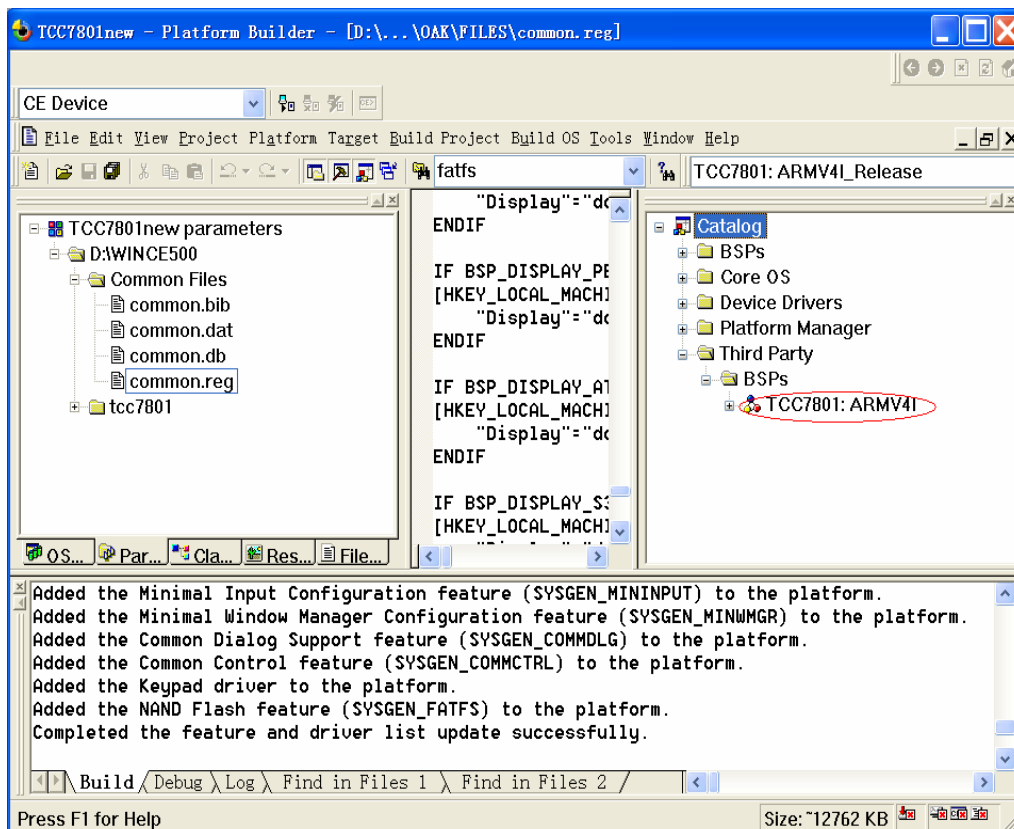 TCC7801new - Platform Builder - [D:\...\OAK\FILES\common.reg]
CE Device
File Edit View Project Platform Target Build Project Build OS Tools Window Help
fatfs
TCC7801: ARMV4I_Release
TCC7801new parameters
D:\WINCE500
Common Files
common.bib
common.dat
common.db
common.reg
tcc7801
OS... Par... Cla... Res... File...
"Display"="do
ENDIF
IF BSP_DISPLAY_PE
[HKEY_LOCAL_MACHI
"Display"="do
ENDIF
IF BSP_DISPLAY_AT
[HKEY_LOCAL_MACHI
"Display"="do
ENDIF
IF BSP_DISPLAY_S3
[HKEY_LOCAL_MACHI
Catalog
BSPs
Core OS
Device Drivers
Platform Manager
Third Party
BSPs
TCC7801: ARMV4I
Added the Minimal Input Configuration feature (SYSGEN_MININPUT) to the platform.
Added the Minimal Window Manager Configuration feature (SYSGEN_MINWMGR) to the platform.
Added the Common Dialog Support feature (SYSGEN_COMMDLG) to the platform.
Added the Common Control feature (SYSGEN_COMMCTRL) to the platform.
Added the Keypad driver to the platform.
Added the NAND Flash feature (SYSGEN_FATFS) to the platform.
Completed the feature and driver list update successfully.
Build Debug Log Find in Files 1 Find in Files 2
Press F1 for Help
Size: ~12762 KB